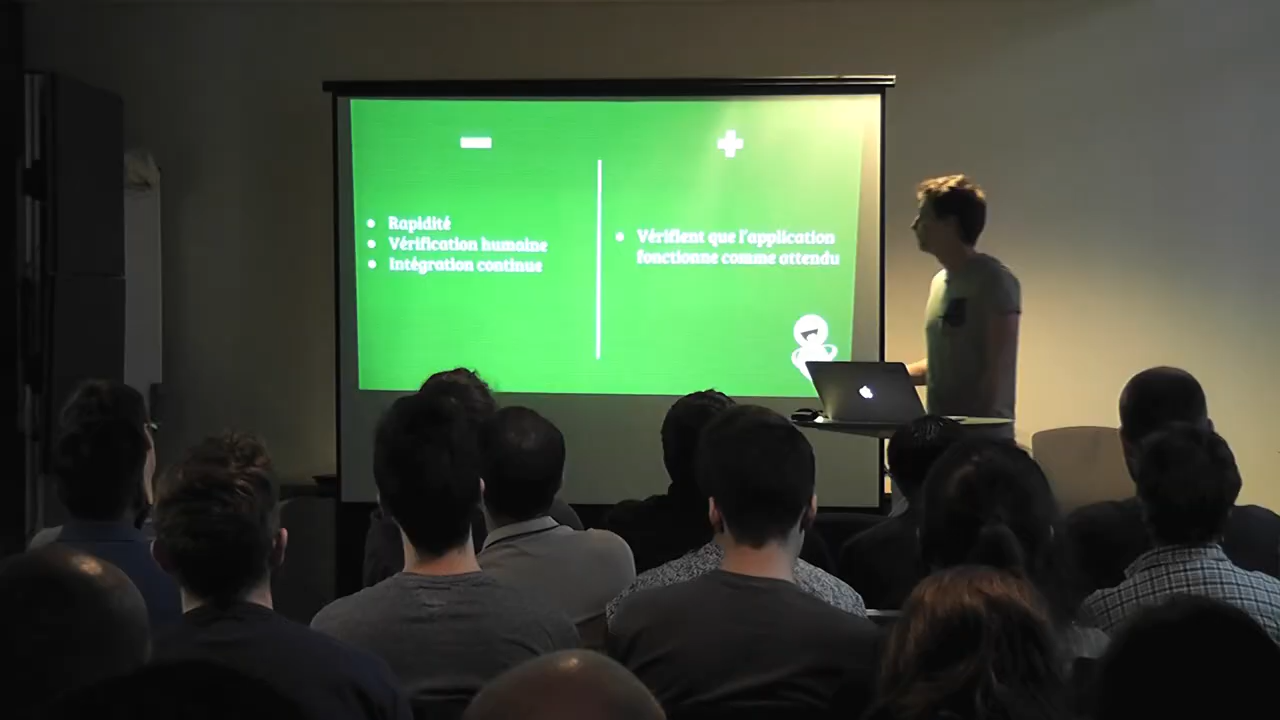 Rapidité
Vérification humaine
Intégration continue
Vérifient que l'application
fonctionne comme attendu